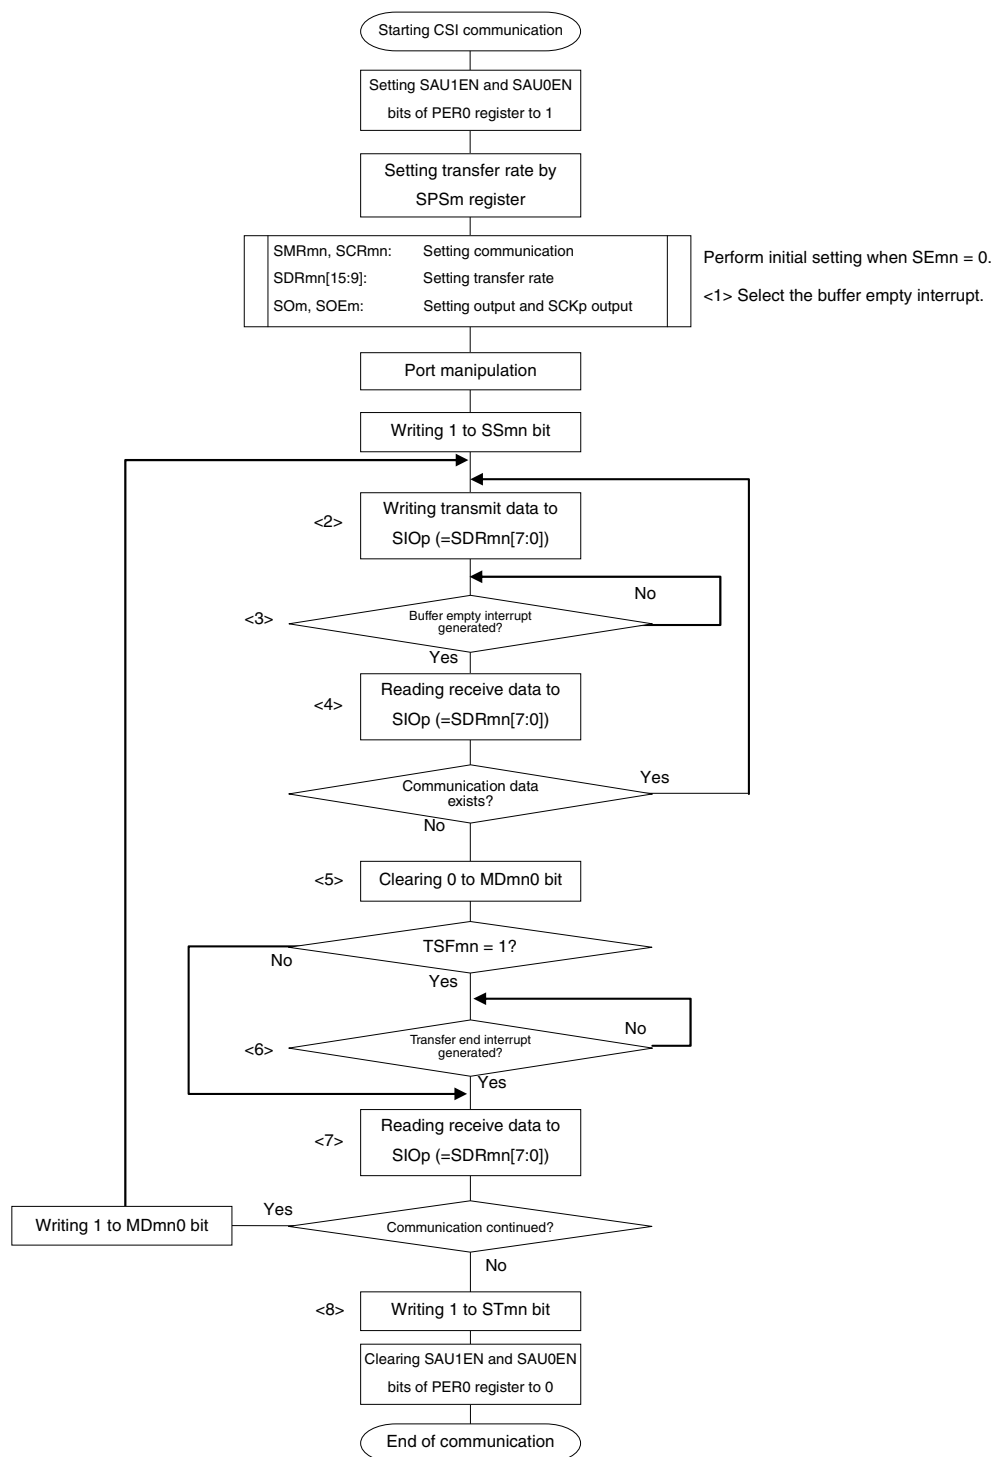 Starting CSI communication
Setting SAU1EN and SAU0EN
bits of PER0 register to 1
Setting transfer rate by
SPSm register
SMRmn, SCRmn: Setting communication
SDRmn[15:9]: Setting transfer rate
SOm, SOEm: Setting output and SCKp output
Perform initial setting when SEmn = 0.
<1> Select the buffer empty interrupt.
Port manipulation
Writing 1 to SSmn bit
<2>
Writing transmit data to
SIOp (=SDRmn[7:0])
No
<3>
Buffer empty interrupt
generated?
Yes
<4>
Reading receive data to
SIOp (=SDRmn[7:0])
Communication data
exists?
Yes
No
<5>
Clearing 0 to MDmn0 bit
TSFmn = 1?
No
Yes
No
<6>
Transfer end interrupt
generated?
Yes
<7>
Reading receive data to
SIOp (=SDRmn[7:0])
Yes
Writing 1 to MDmn0 bit
Communication continued?
No
<8>
Writing 1 to STmn bit
Clearing SAU1EN and SAU0EN
bits of PER0 register to 0
End of communication